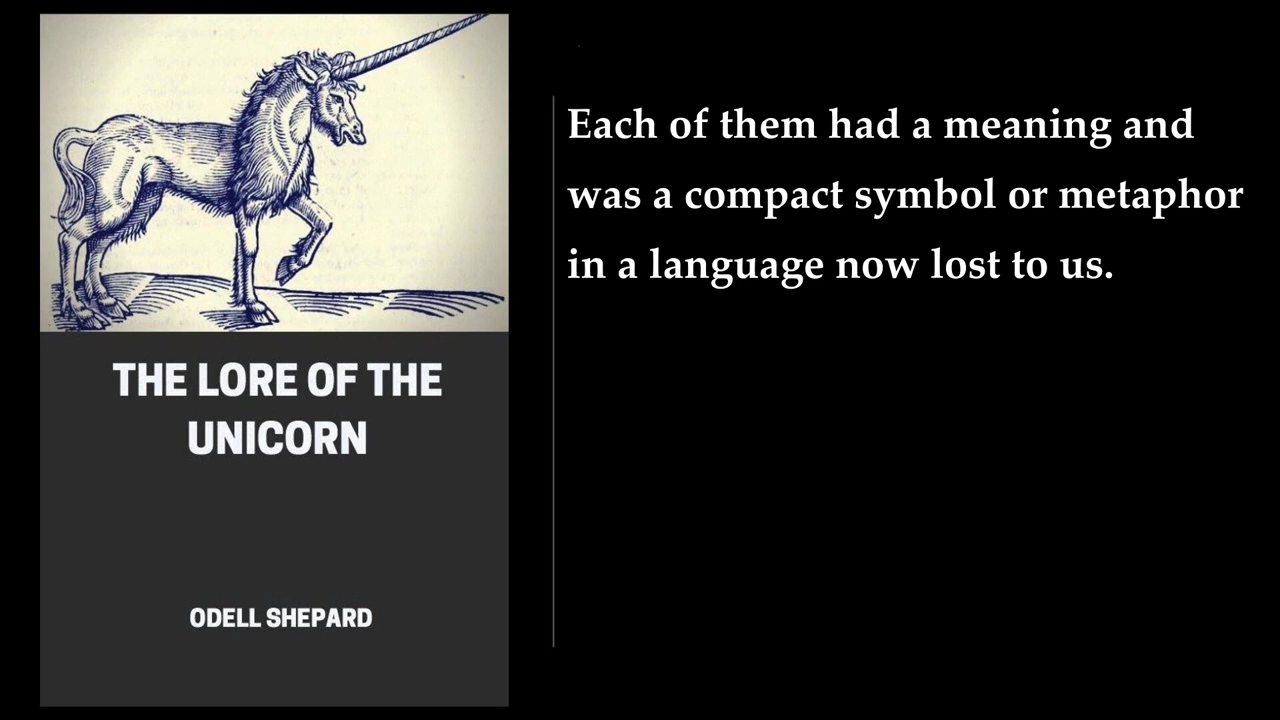 THE LORE OF THE
UNICORN
ODELL SHEPARD
Each of them had a meaning and
was a compact symbol or metaphor
in a language now lost to us.